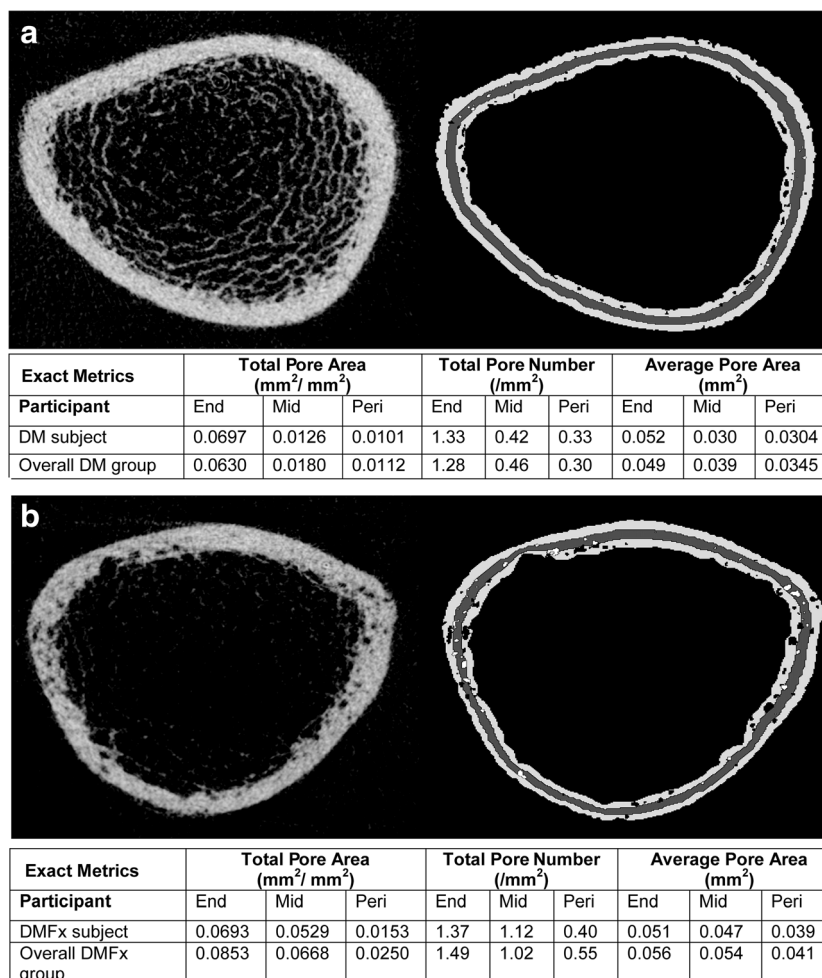 a
Exact Metrics Total Pore Area (mm²/ mm²) Total Pore Number (/mm²) Average Pore Area (mm²)
Participant End Mid Peri End Mid Peri End Mid Peri
DM subject 0.0697 0.0126 0.0101 1.33 0.42 0.33 0.052 0.030 0.0304
Overall DM group 0.0630 0.0180 0.0112 1.28 0.46 0.30 0.049 0.039 0.0345
b
Exact Metrics Total Pore Area (mm²/ mm²) Total Pore Number (/mm²) Average Pore Area (mm²)
Participant End Mid Peri End Mid Peri End Mid Peri
DMFx subject 0.0693 0.0529 0.0153 1.37 1.12 0.40 0.051 0.047 0.039
Overall DMFx group 0.0853 0.0668 0.0250 1.49 1.02 0.55 0.056 0.054 0.041